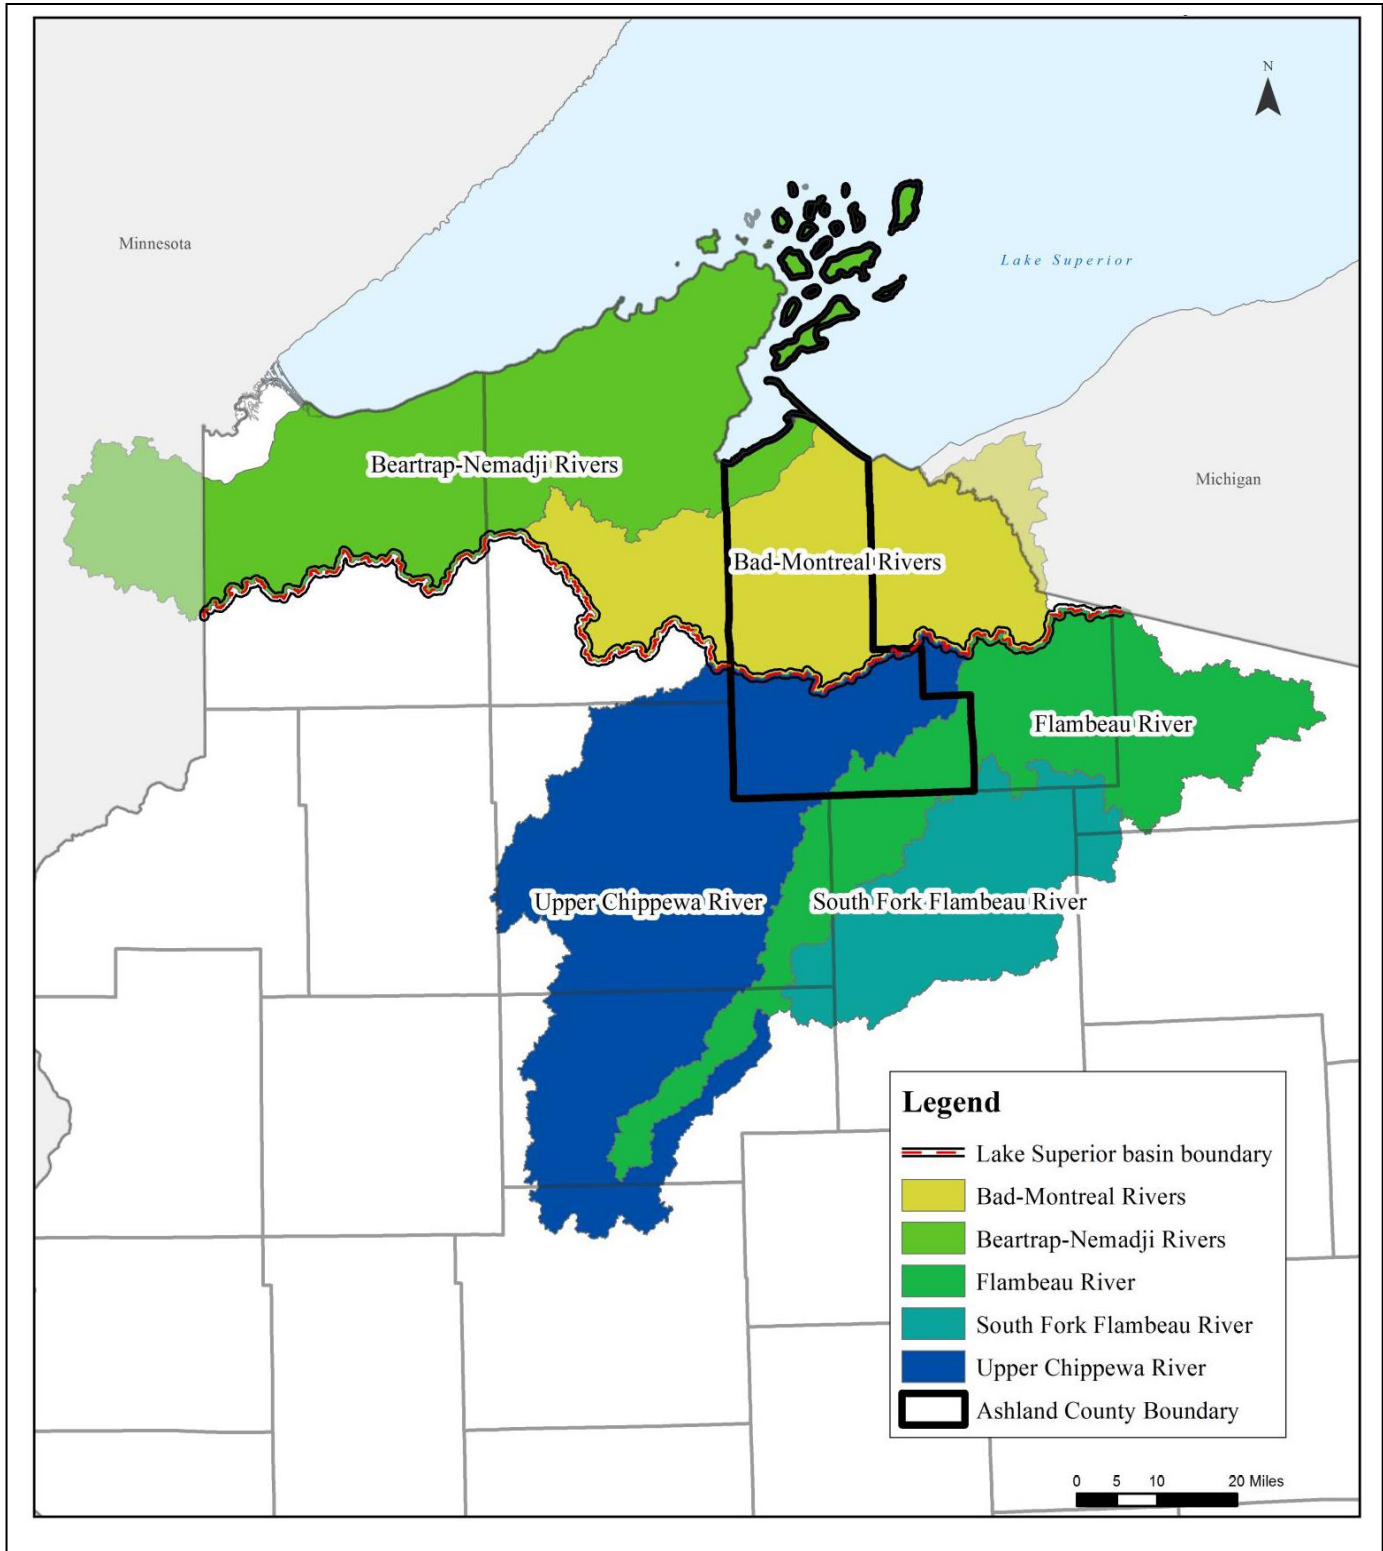 N
Minnesota
Lake Superior
Beartrap-Nemadji Rivers
Michigan
Bad-Montreal Rivers
Flambeau River
Upper Chippewa River
South Fork Flambeau River
Legend
Lake Superior basin boundary
Bad-Montreal Rivers
Beartrap-Nemadji Rivers
Flambeau River
South Fork Flambeau River
Upper Chippewa River
Ashland County Boundary
0 5 10 20 Miles